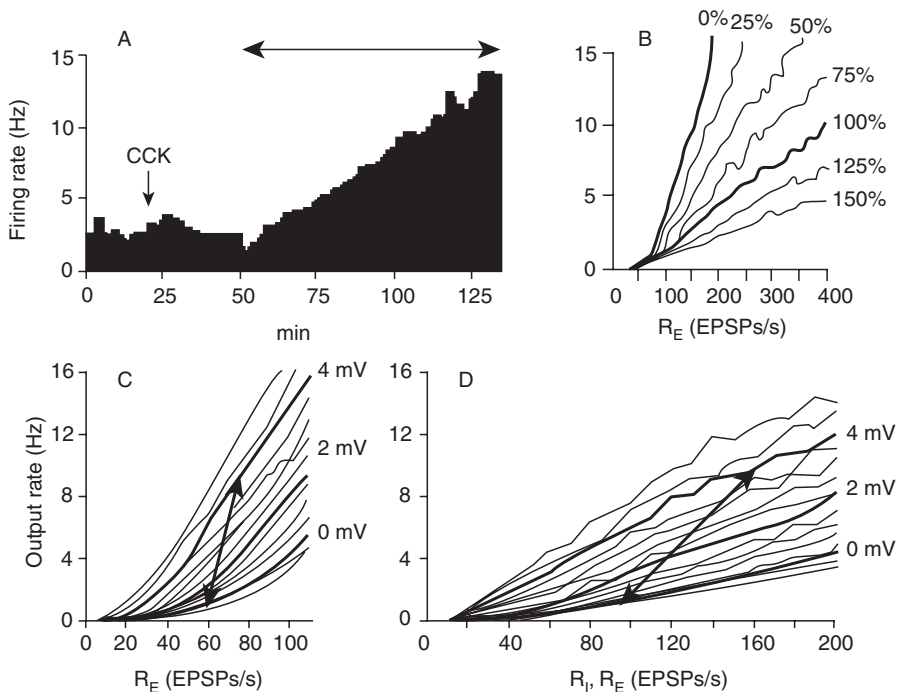 A
Firing rate (Hz)
15
10
5
0
CCK
0 25 50 75 100 125
min
B
0% 25% 50%
75%
100%
125%
150%
15
10
5
0
0 100 200 300 400
R_E (EPSPs/s)
C
Output rate (Hz)
16
12
8
4
0
4 mV
2 mV
0 mV
0 20 40 60 80 100
R_E (EPSPs/s)
D
16
12
8
4
0
4 mV
2 mV
0 mV
0 40 80 120 160 200
R_I, R_E (EPSPs/s)